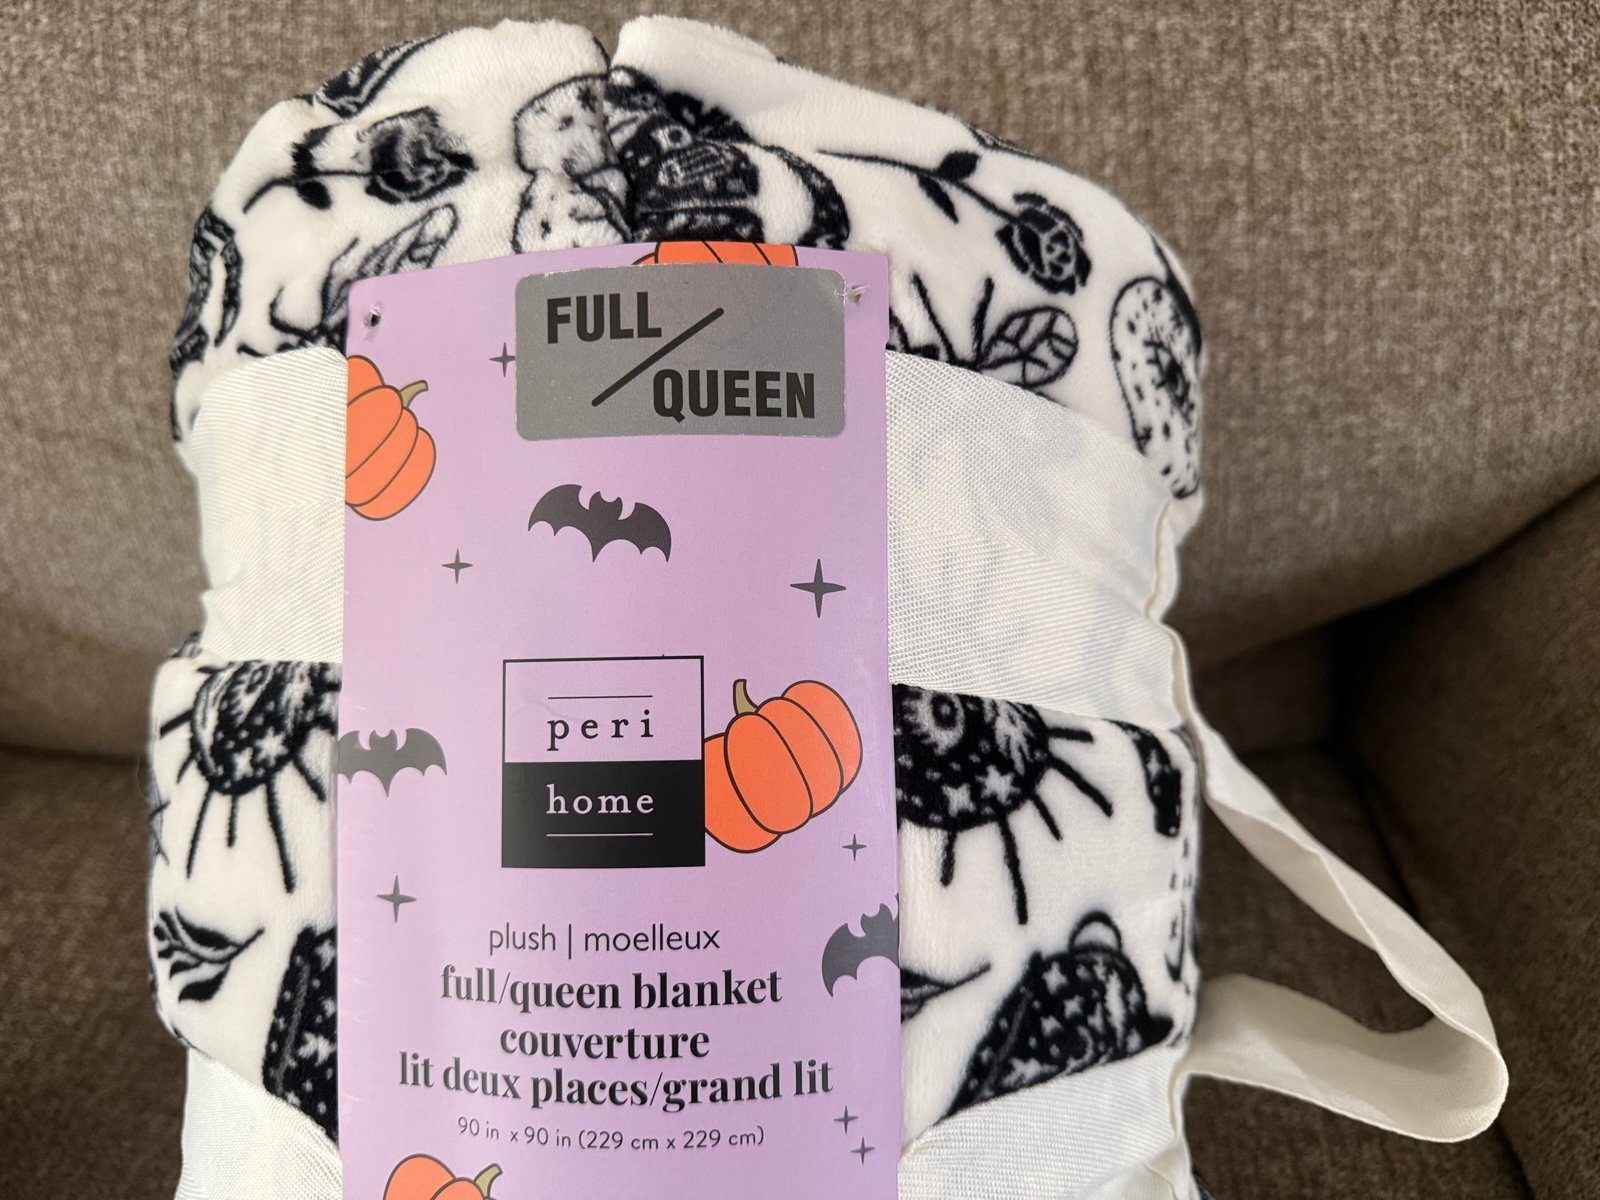 FULL
/
QUEEN
peri
home
plush | moelleux
full/queen blanket
couverture
lit deux places/grand lit
90 in x 90 in (229 cm x 229 cm)